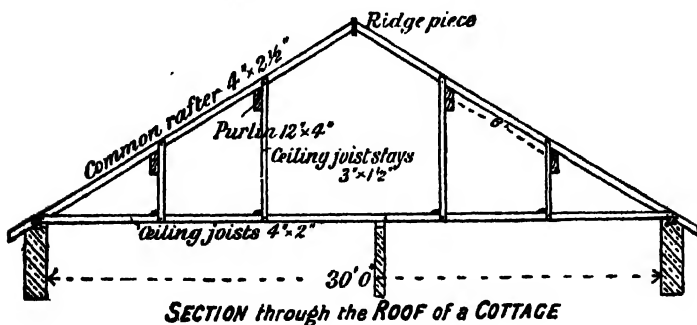 Ridge piece
Common rafter 4"×2½"
Purlin 12"×4"
Ceiling joist stays
3"×1½"
6'
Ceiling joists 4"×2"
30'0"
SECTION through the ROOF of a COTTAGE